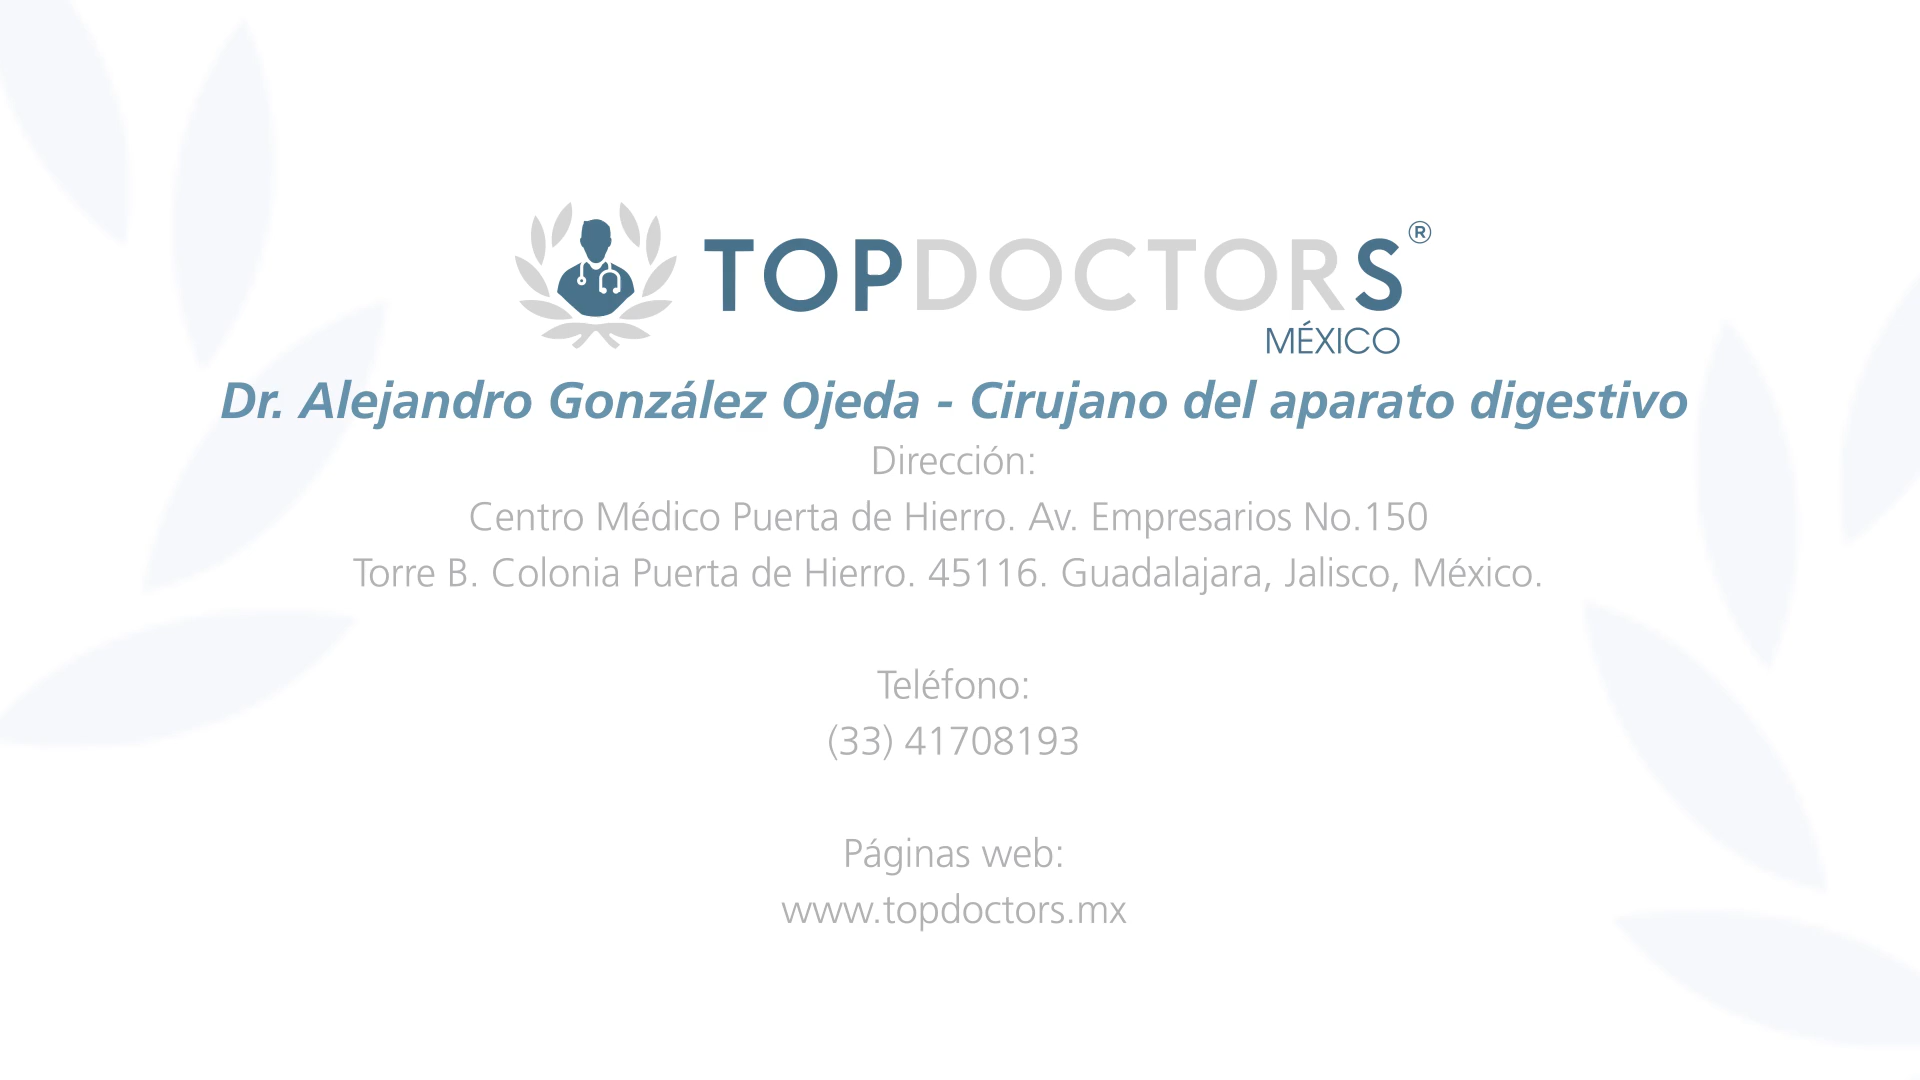 TOPDOCTORS®
MÉXICO
Dr. Alejandro González Ojeda - Cirujano del aparato digestivo
Dirección:
Centro Médico Puerta de Hierro. Av. Empresarios No.150
Torre B. Colonia Puerta de Hierro. 45116. Guadalajara, Jalisco, México.
Teléfono:
(33) 41708193
Páginas web:
www.topdoctors.mx